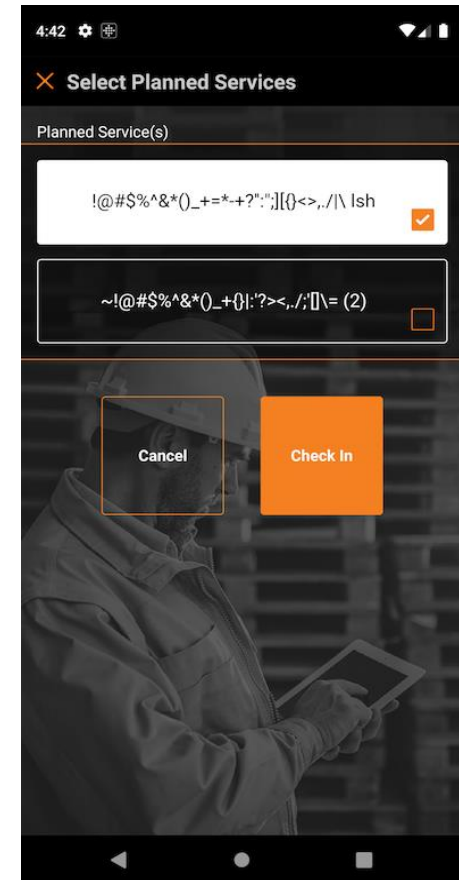 4:42
Select Planned Services
Planned Service(s)
!@#$%^&*()_+=*-+?":";][{}<>,./|\ lsh
~!@#$%^&*()_+{}|:'?><,./;'[]\= (2)
Cancel
Check In